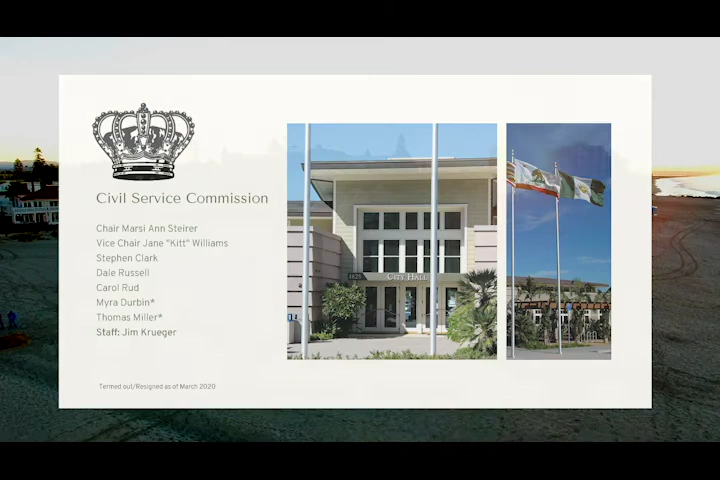 Civil Service Commission
Chair Marsi Ann Steirer
Vice Chair Jane "Kitt" Williams
Stephen Clark
Dale Russell
Carol Rud
Myra Durbin*
Thomas Miller*
Staff: Jim Krueger
Termed out/Resigned as of March 2020
1825 CITY HALL